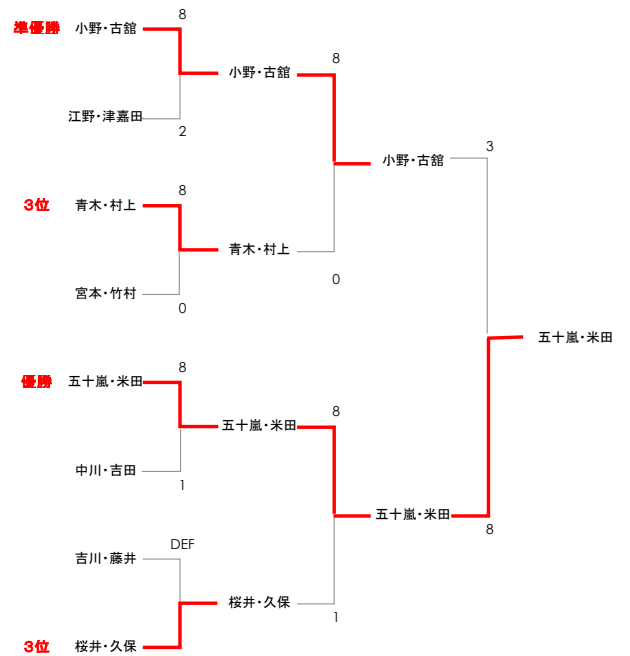 8
準優勝 小野・古舘
8
小野・古舘
江野・津嘉田
2
3
小野・古舘
8
3位 青木・村上
青木・村上
0
宮本・竹村
0
五十嵐・米田
8
優勝 五十嵐・米田
8
五十嵐・米田
中川・吉田
1
五十嵐・米田
8
DEF
吉川・藤井
桜井・久保
1
3位 桜井・久保